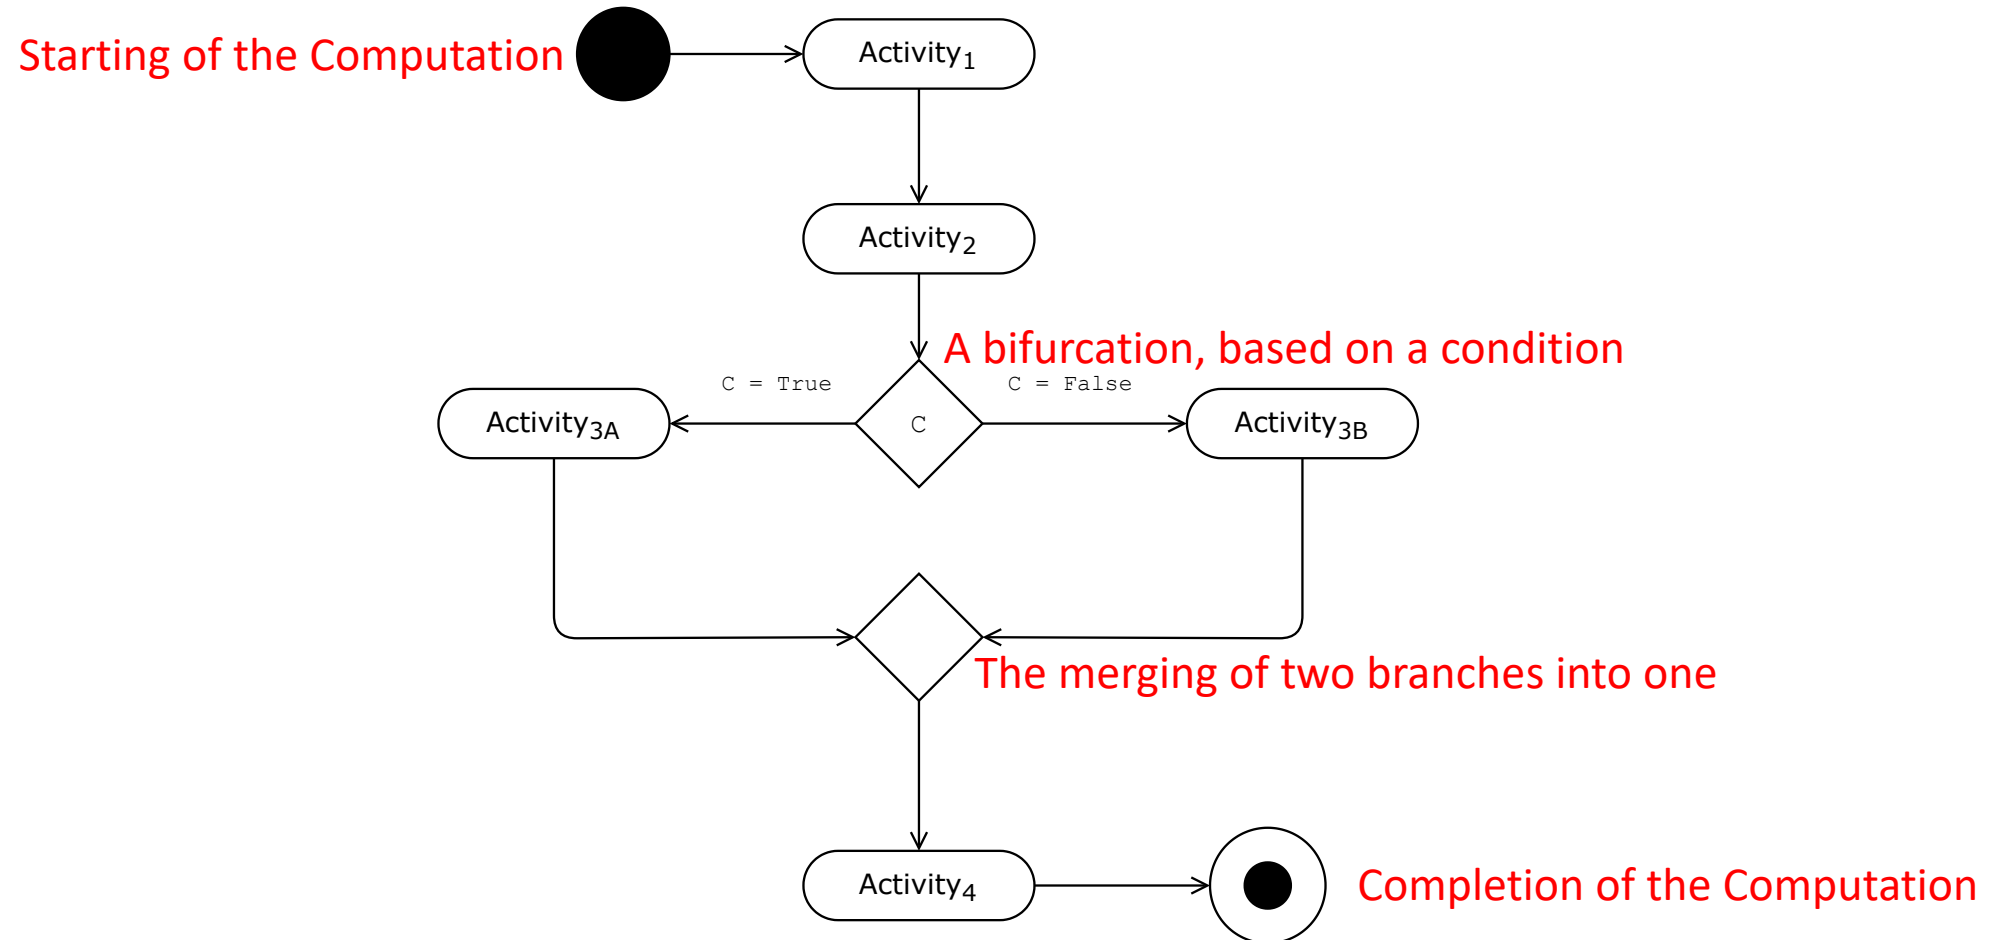 Starting of the Computation
Activity1
Activity2
A bifurcation, based on a condition
C = True
C = False
Activity3A
C
Activity3B
The merging of two branches into one
Activity4
Completion of the Computation